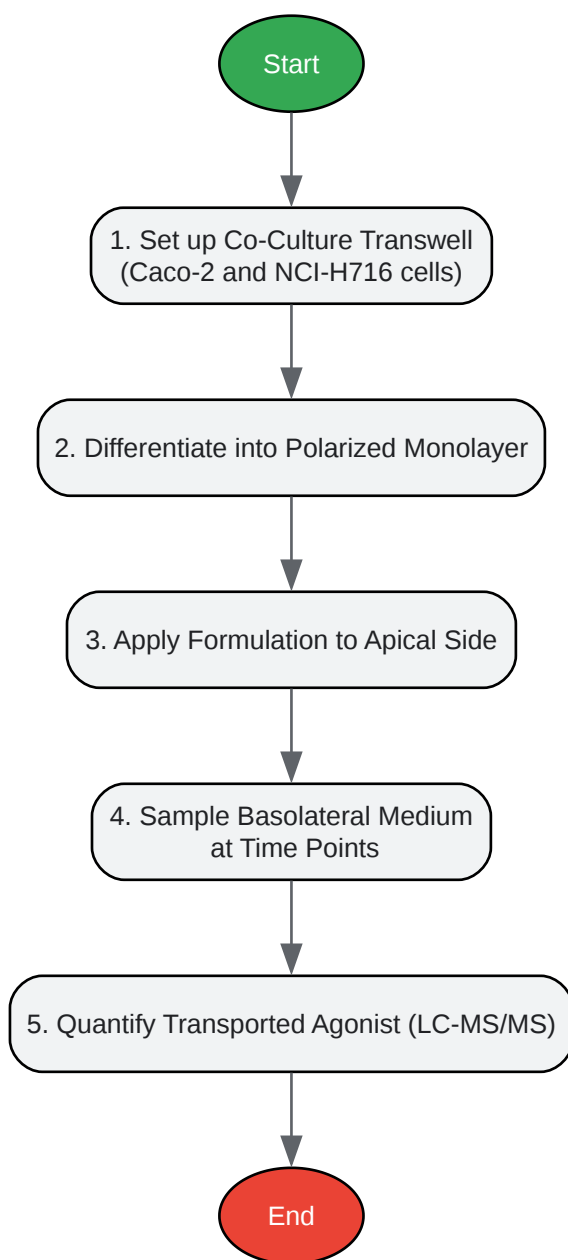 Start
1. Set up Co-Culture Transwell
(Caco-2 and NCI-H716 cells)
2. Differentiate into Polarized Monolayer
3. Apply Formulation to Apical Side
4. Sample Basolateral Medium
at Time Points
5. Quantify Transported Agonist (LC-MS/MS)
End